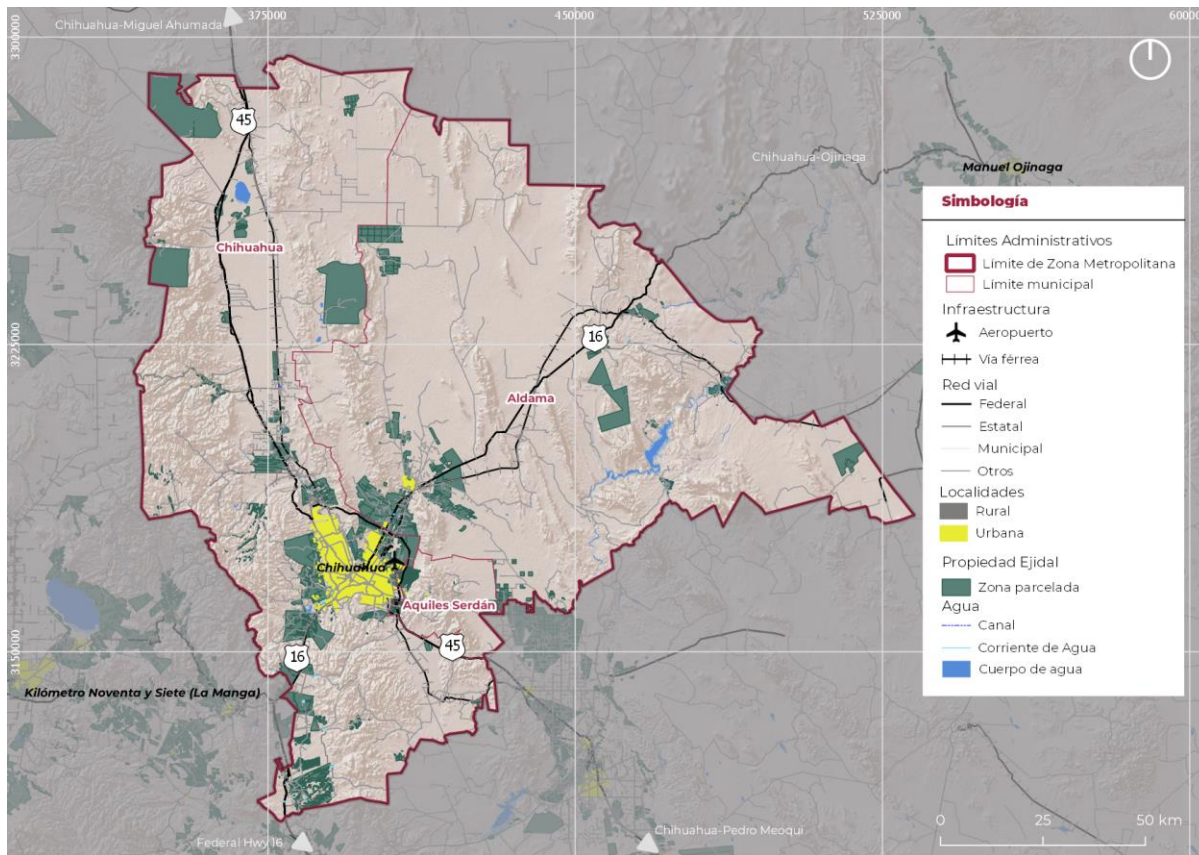 Chihuahua-Miguel Ahumada
375000
450000
525000
600000
3300000
45
Chihuahua-Ojinaga
Manuel Ojinaga
Chihuahua
3225000
16
Aldama
Chihuahua
Aquiles Serdán
45
16
3150000
Kilómetro Noventa y Siete (La Manga)
Federal Hwy 16
Chihuahua-Pedro Meoqui
Simbología
Límites Administrativos
Límite de Zona Metropolitana
Límite municipal
Infraestructura
Aeropuerto
Vía férrea
Red vial
Federal
Estatal
Municipal
Otros
Localidades
Rural
Urbana
Propiedad Ejidal
Zona parcelada
Agua
Canal
Corriente de Agua
Cuerpo de agua
0 25 50 km